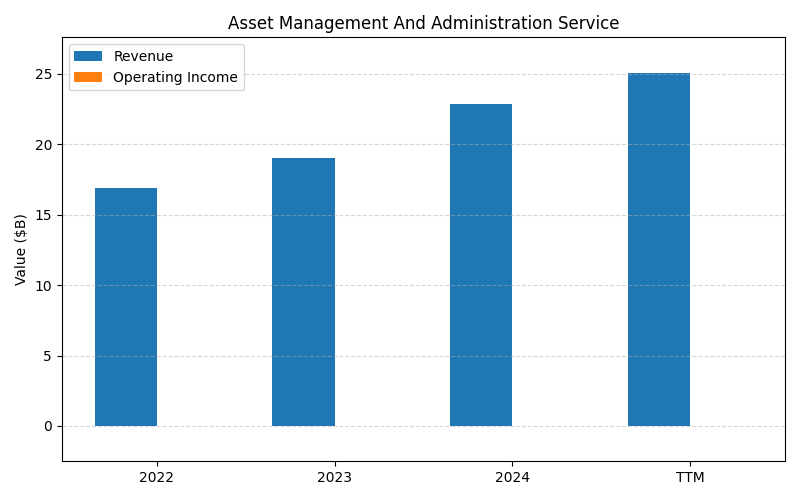 Asset Management And Administration Service
Revenue
Operating Income
25
20
15
10
5
0
Value ($B)
2022
2023
2024
TTM